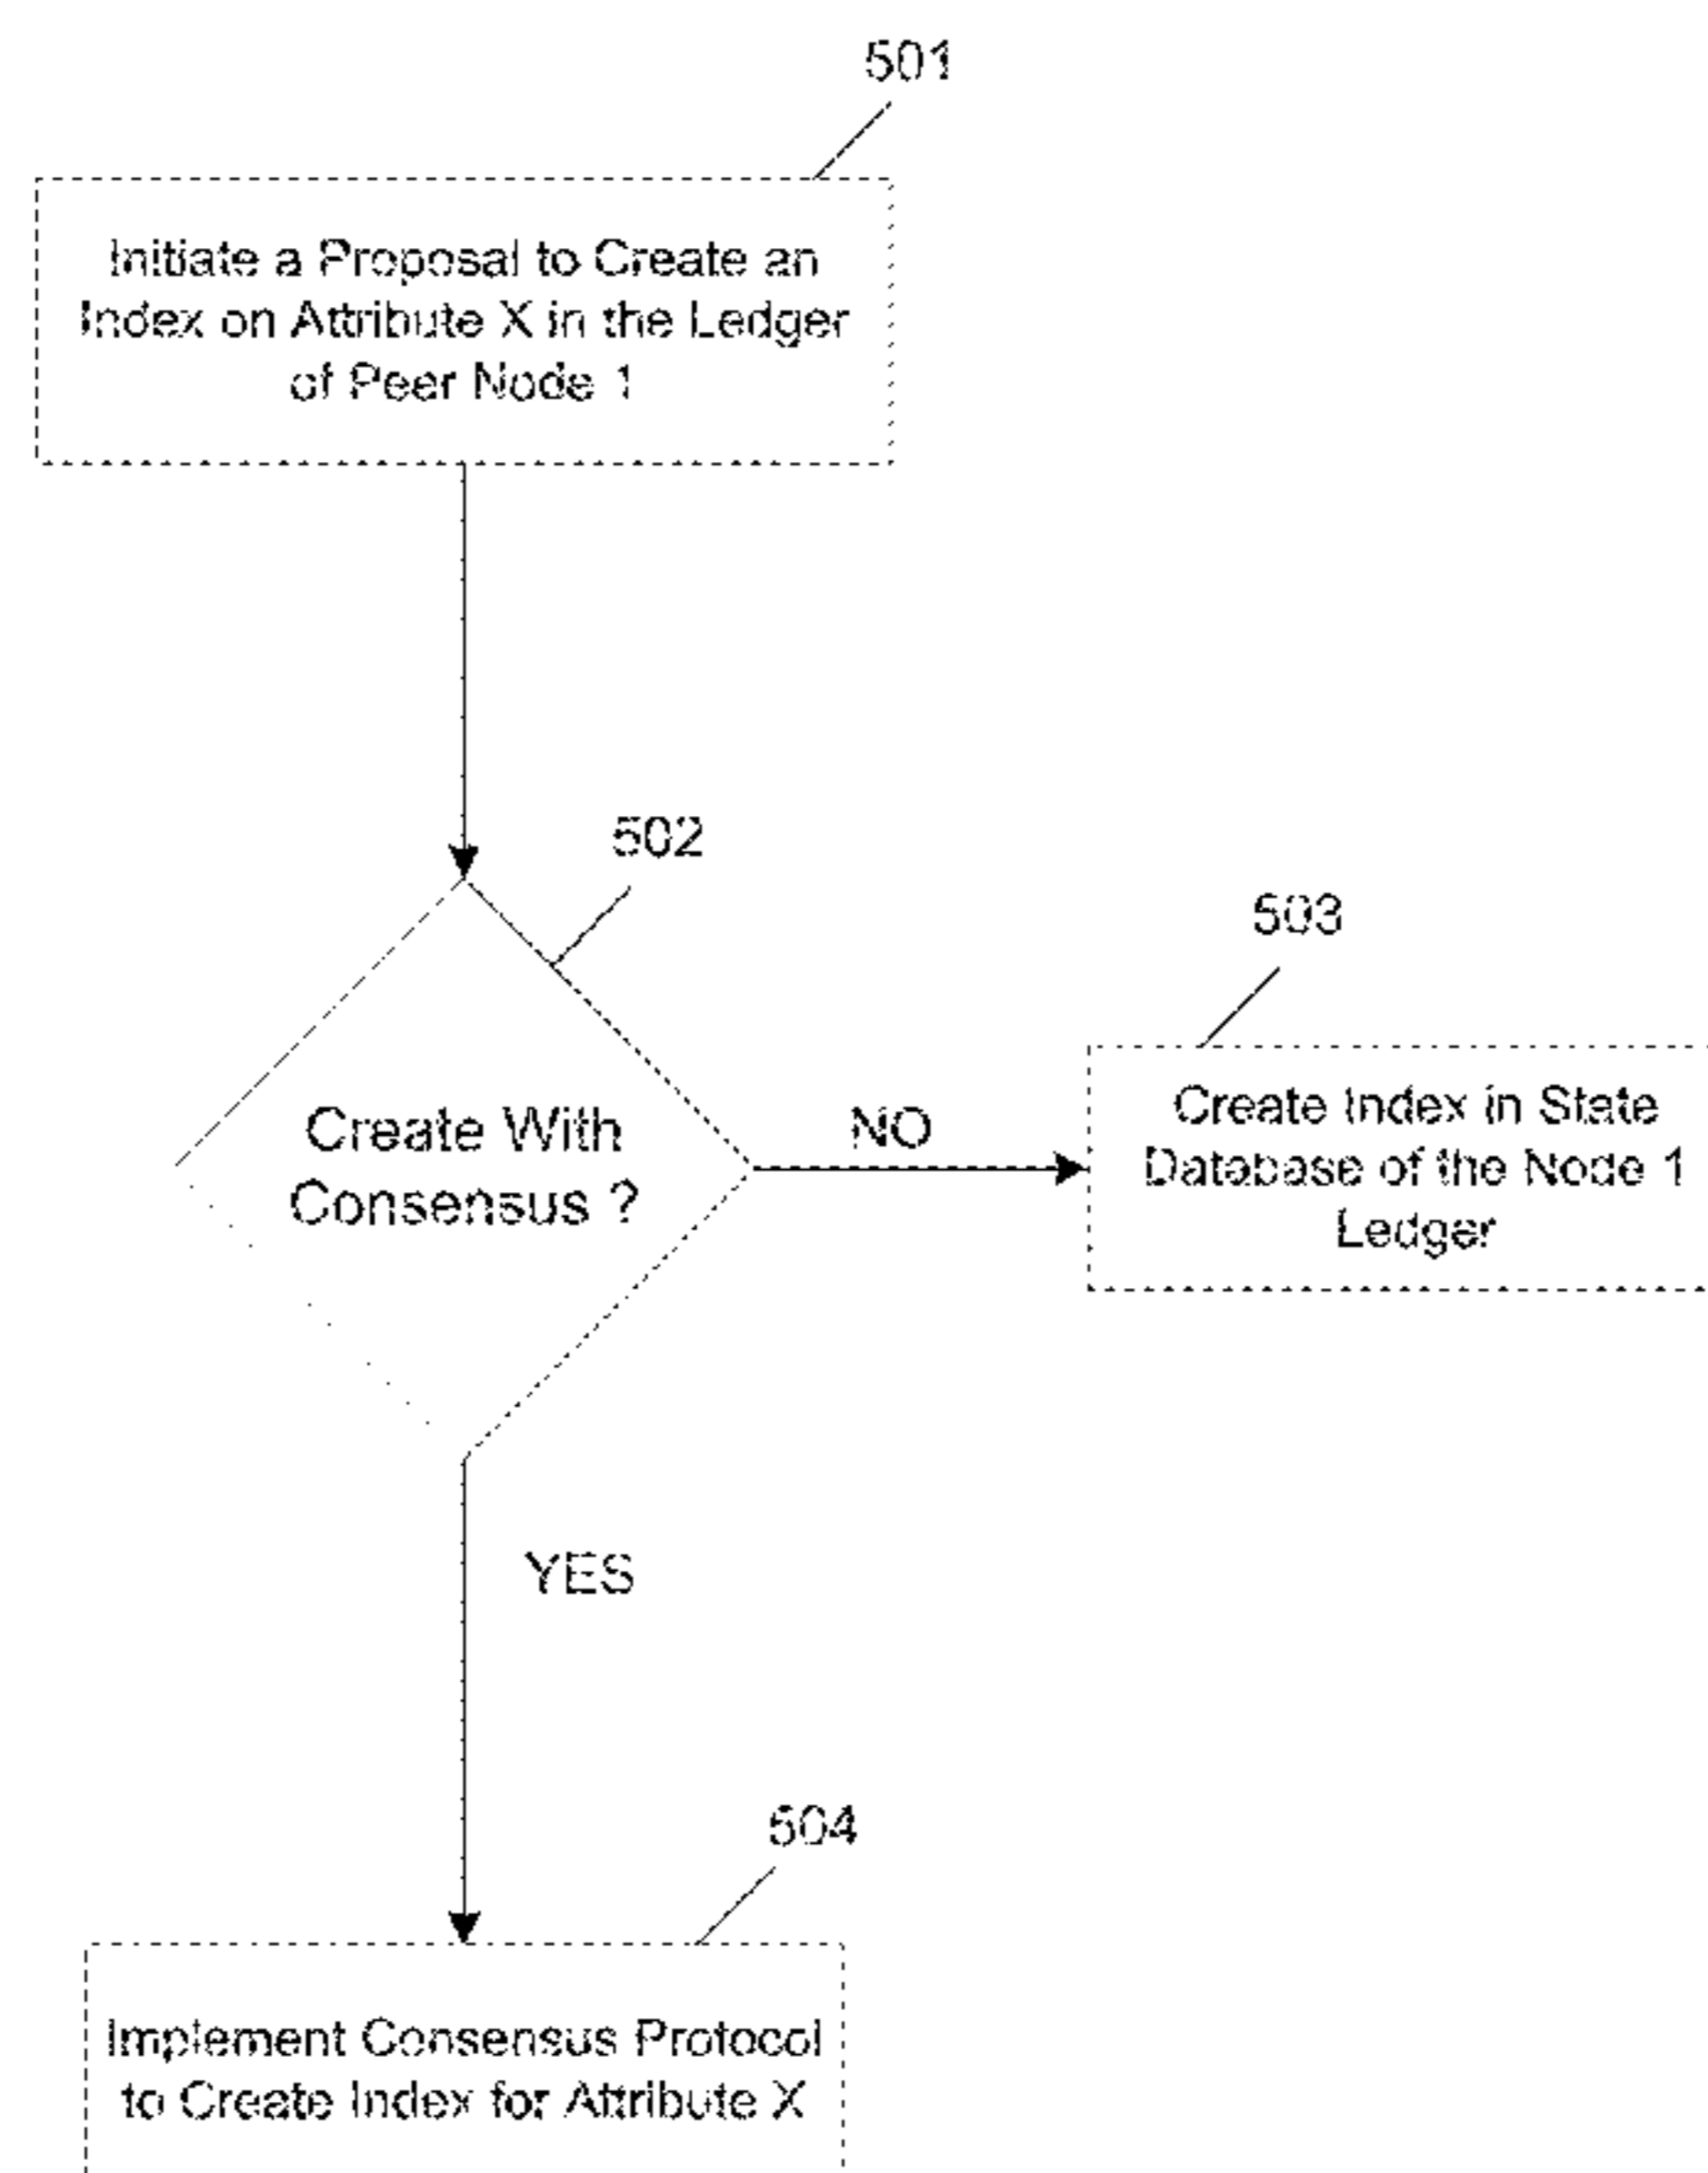 501
Initiate a Proposal to Create an
Index on Attribute X in the Ledger
of Peer Node 1
502
503
Create With
Consensus ?
NO
Create Index in State
Database of the Node 1
Ledger
YES
504
Implement Consensus Protocol
to Create Index for Attribute X